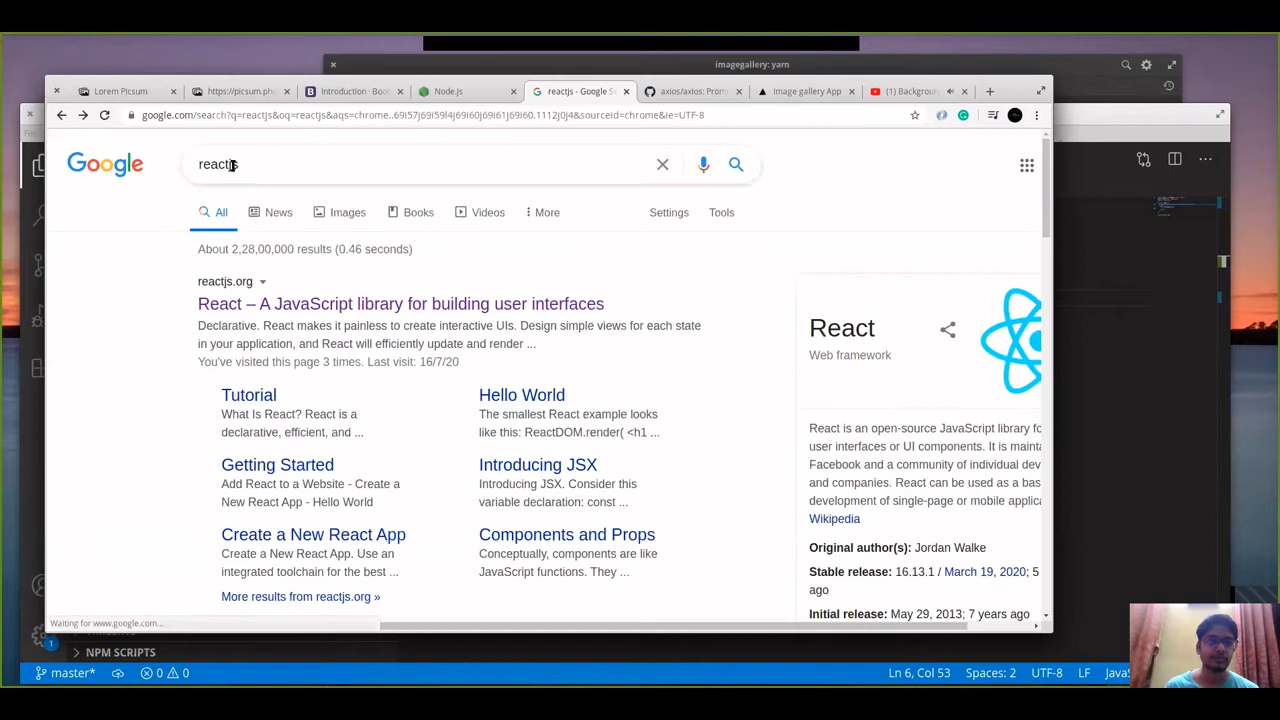 imagegallery: yarn
Lorem Picsum
https://picsum.ph
Introduction · Boo
Node.js
reactjs - Google Se
axios/axios: Prom
Image gallery App
(1) Backgroun
google.com/search?q=reactjs&oq=reactjs&aqs=chrome..69i57j69i59l4j69i60j69i61j69i60.1112j0j4&sourceid=chrome&ie=UTF-8
Google
reactjs
All
News
Images
Books
Videos
More
Settings
Tools
About 2,28,00,000 results (0.46 seconds)
reactjs.org
React – A JavaScript library for building user interfaces
Declarative. React makes it painless to create interactive UIs. Design simple views for each state
in your application, and React will efficiently update and render ...
You've visited this page 3 times. Last visit: 16/7/20
Tutorial
What Is React? React is a
declarative, efficient, and ...
Hello World
The smallest React example looks
like this: ReactDOM.render( <h1 ...
Getting Started
Add React to a Website - Create a
New React App - Hello World
Introducing JSX
Introducing JSX. Consider this
variable declaration: const ...
Create a New React App
Create a New React App. Use an
integrated toolchain for the best ...
Components and Props
Conceptually, components are like
JavaScript functions. They ...
More results from reactjs.org »
React
Web framework
React is an open-source JavaScript library fo
user interfaces or UI components. It is maint
Facebook and a community of individual dev
and companies. React can be used as a bas
development of single-page or mobile applica
Wikipedia
Original author(s): Jordan Walke
Stable release: 16.13.1 / March 19, 2020; 5
ago
Initial release: May 29, 2013; 7 years ago
Waiting for www.google.com...
NPM SCRIPTS
1
master*
0
0
Ln 6, Col 53
Spaces: 2
UTF-8
LF
JavaS